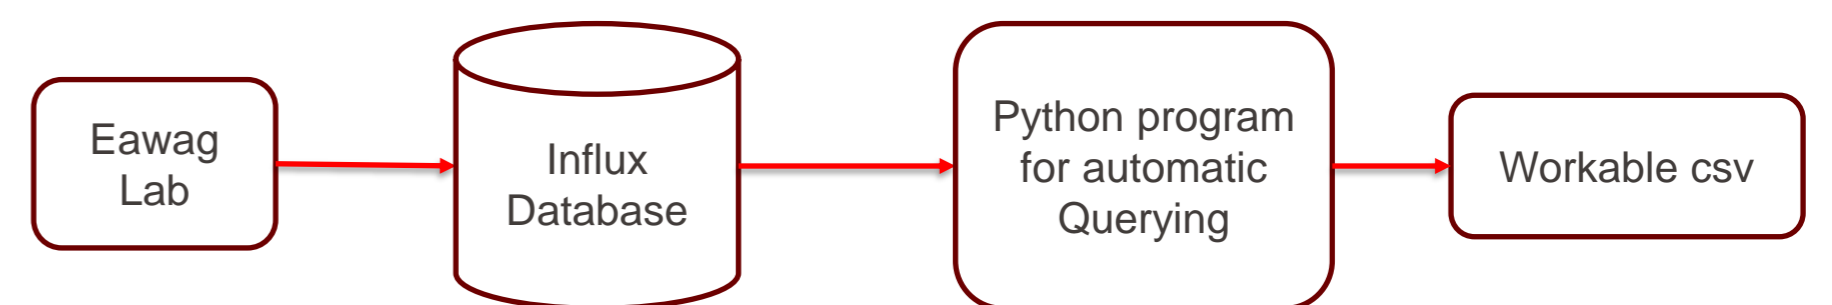 Eawag
Lab
Influx
Database
Python program
for automatic
Querying
Workable csv